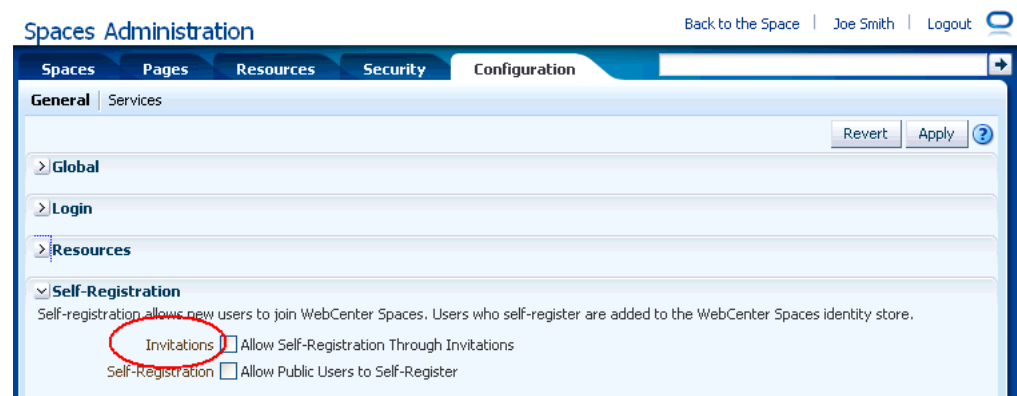 Spaces Administration
Back to the Space | Joe Smith | Logout
Spaces Pages Resources Security Configuration
General | Services
Revert Apply ?
Global
Login
Resources
Self-Registration
Self-registration allows new users to join WebCenter Spaces. Users who self-register are added to the WebCenter Spaces identity store.
Invitations Allow Self-Registration Through Invitations
Self-Registration Allow Public Users to Self-Register